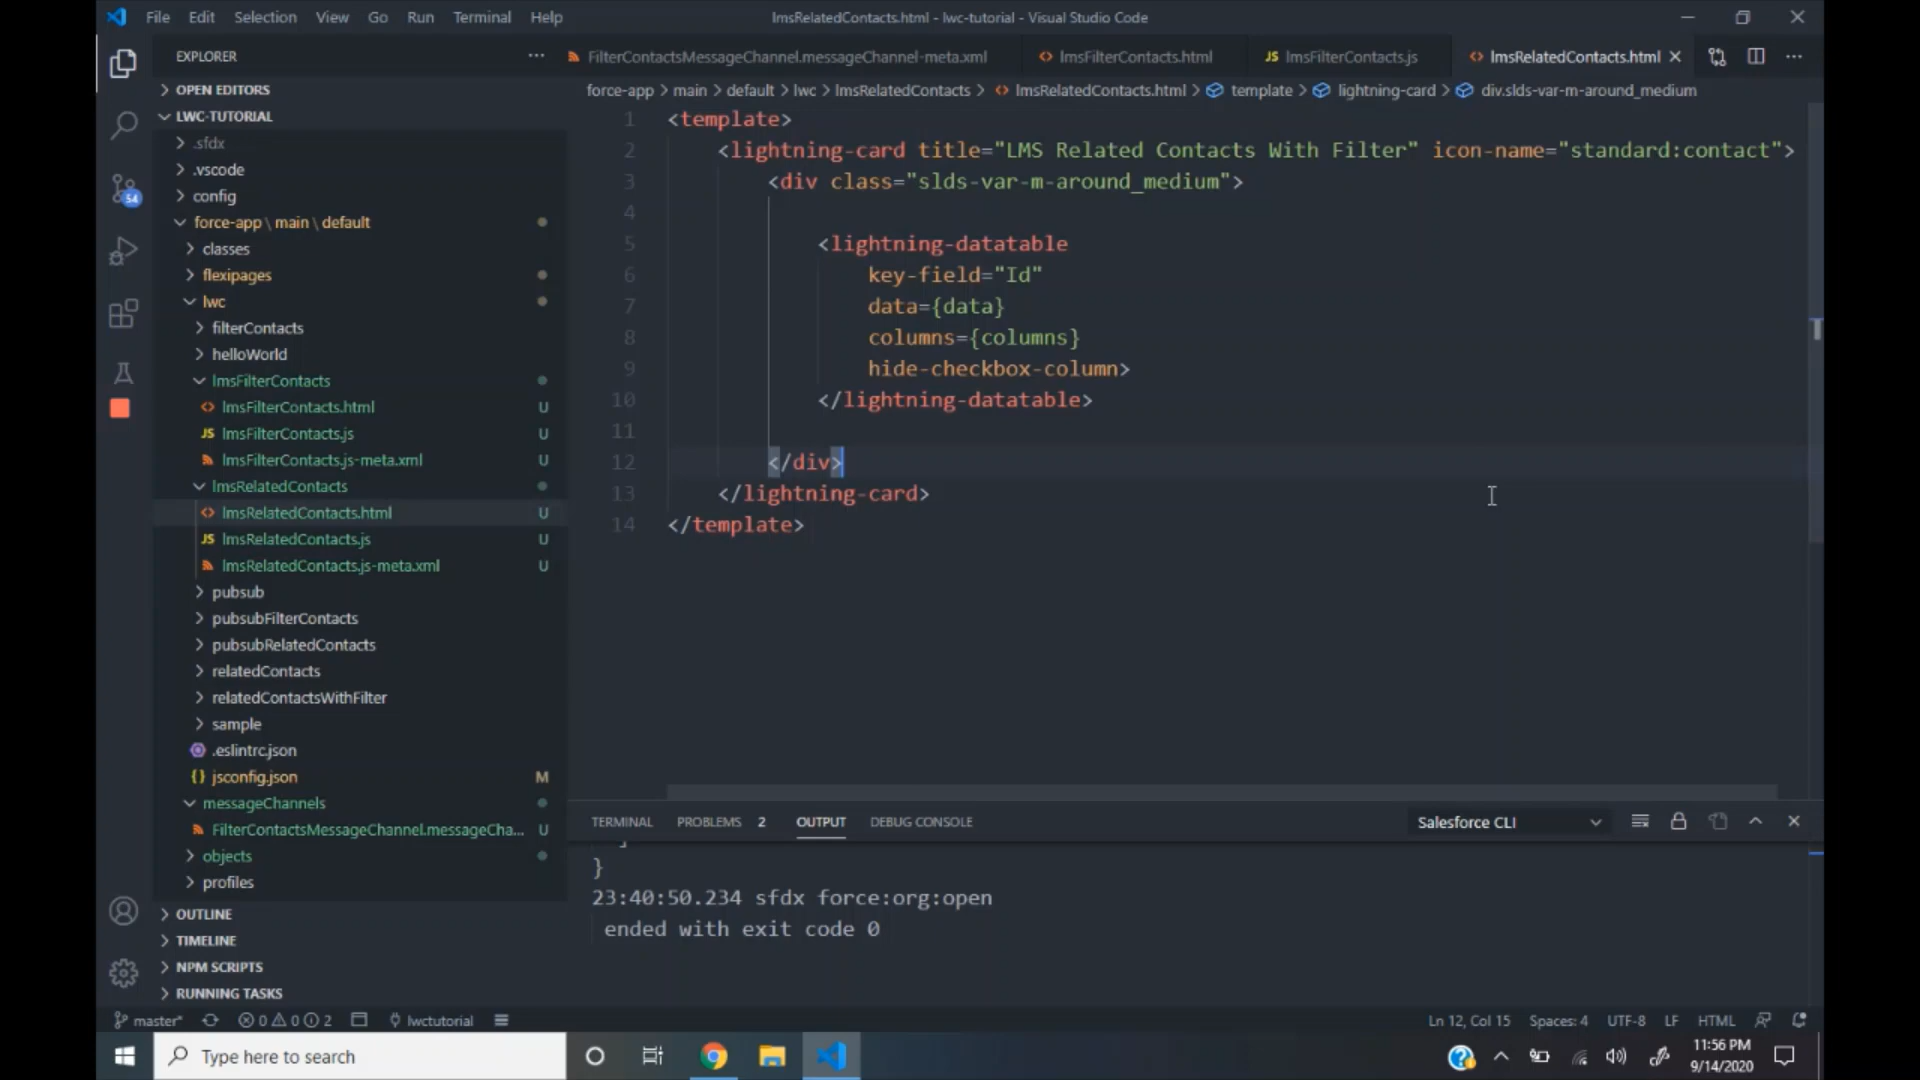 File Edit Selection View Go Run Terminal Help
lmsRelatedContacts.html - lwc-tutorial - Visual Studio Code
EXPLORER
OPEN EDITORS
LWC-TUTORIAL
.sfdx
.vscode
config
force-app \ main \ default
classes
flexipages
lwc
filterContacts
helloWorld
lmsFilterContacts
lmsFilterContacts.html U
JS lmsFilterContacts.js U
lmsFilterContacts.js-meta.xml U
lmsRelatedContacts
lmsRelatedContacts.html U
JS lmsRelatedContacts.js U
lmsRelatedContacts.js-meta.xml U
pubsub
pubsubFilterContacts
pubsubRelatedContacts
relatedContacts
relatedContactsWithFilter
sample
.eslintrc.json
{} jsconfig.json M
messageChannels
FilterContactsMessageChannel.messageCha... U
objects
profiles
OUTLINE
TIMELINE
NPM SCRIPTS
RUNNING TASKS
54
FilterContactsMessageChannel.messageChannel-meta.xml lmsFilterContacts.html JS lmsFilterContacts.js lmsRelatedContacts.html
force-app > main > default > lwc > lmsRelatedContacts > lmsRelatedContacts.html > template > lightning-card > div.slds-var-m-around_medium
1 <template>
2 <lightning-card title="LMS Related Contacts With Filter" icon-name="standard:contact">
3 <div class="slds-var-m-around_medium">
4
5 <lightning-datatable
6 key-field="Id"
7 data={data}
8 columns={columns}
9 hide-checkbox-column>
10 </lightning-datatable>
11
12 </div>
13 </lightning-card>
14 </template>
TERMINAL PROBLEMS 2 OUTPUT DEBUG CONSOLE
Salesforce CLI
}
23:40:50.234 sfdx force:org:open
ended with exit code 0
master* 0 0 2 lwctutorial
Ln 12, Col 15 Spaces: 4 UTF-8 LF HTML
Type here to search
11:56 PM
9/14/2020